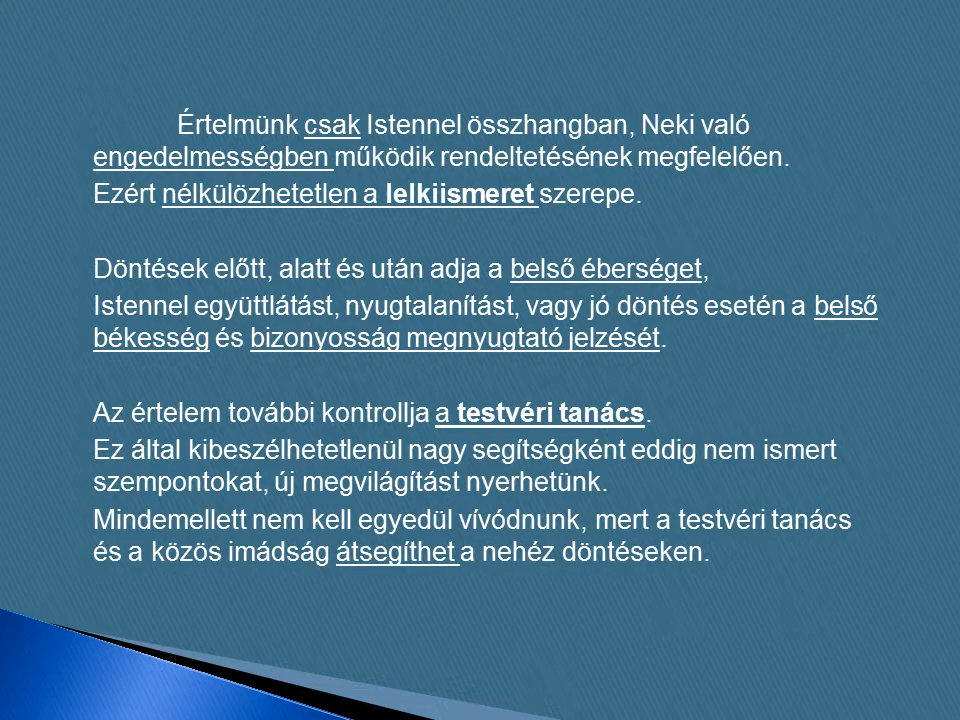 Értelmünk csak Istennel összhangban, Neki való
engedelmességben működik rendeltetésének megfelelően.
Ezért nélkülözhetetlen a lelkiismeret szerepe.
Döntések előtt, alatt és után adja a belső éberséget,
Istennel együttlátást, nyugtalanítást, vagy jó döntés esetén a belső
békesség és bizonyosság megnyugtató jelzését.
Az értelem további kontrollja a testvéri tanács.
Ez által kibeszélhetetlenül nagy segítségként eddig nem ismert
szempontokat, új megvilágítást nyerhetünk.
Mindemellett nem kell egyedül vívódnunk, mert a testvéri tanács
és a közös imádság átsegíthet a nehéz döntéseken.